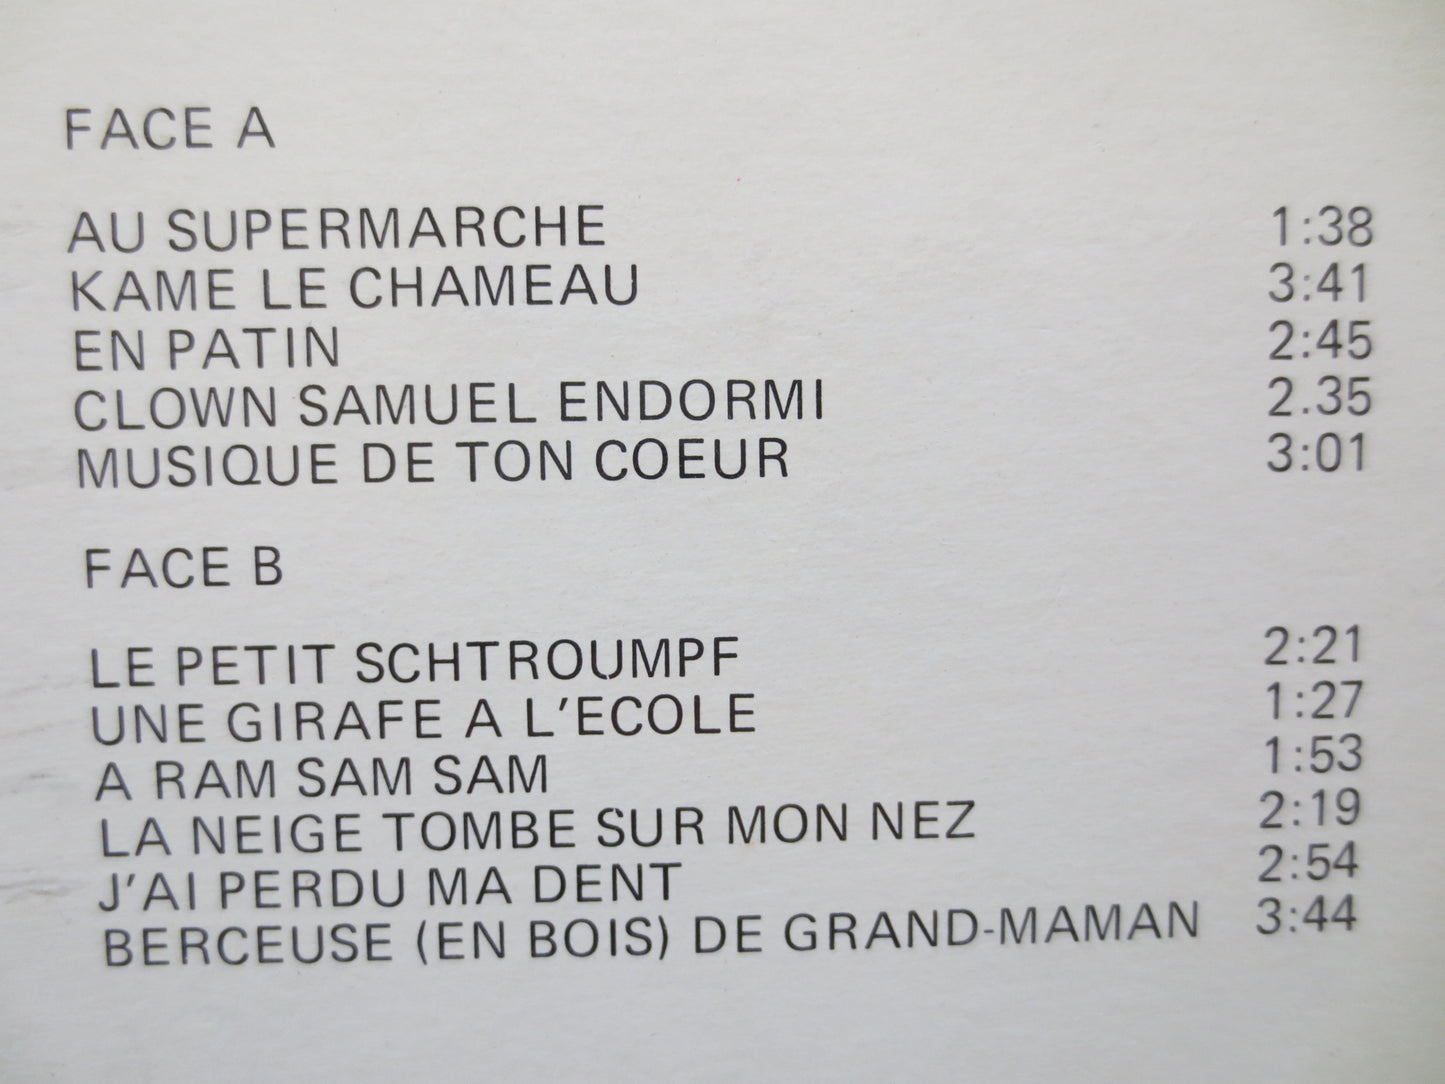 FACE A
AU SUPERMARCHE 1:38
KAME LE CHAMEAU 3:41
EN PATIN 2:45
CLOWN SAMUEL ENDORMI 2.35
MUSIQUE DE TON COEUR 3:01
FACE B
LE PETIT SCHTROUMPF 2:21
UNE GIRAFE A L'ECOLE 1:27
A RAM SAM SAM 1:53
LA NEIGE TOMBE SUR MON NEZ 2:19
J'AI PERDU MA DENT 2:54
BERCEUSE (EN BOIS) DE GRAND-MAMAN 3:44